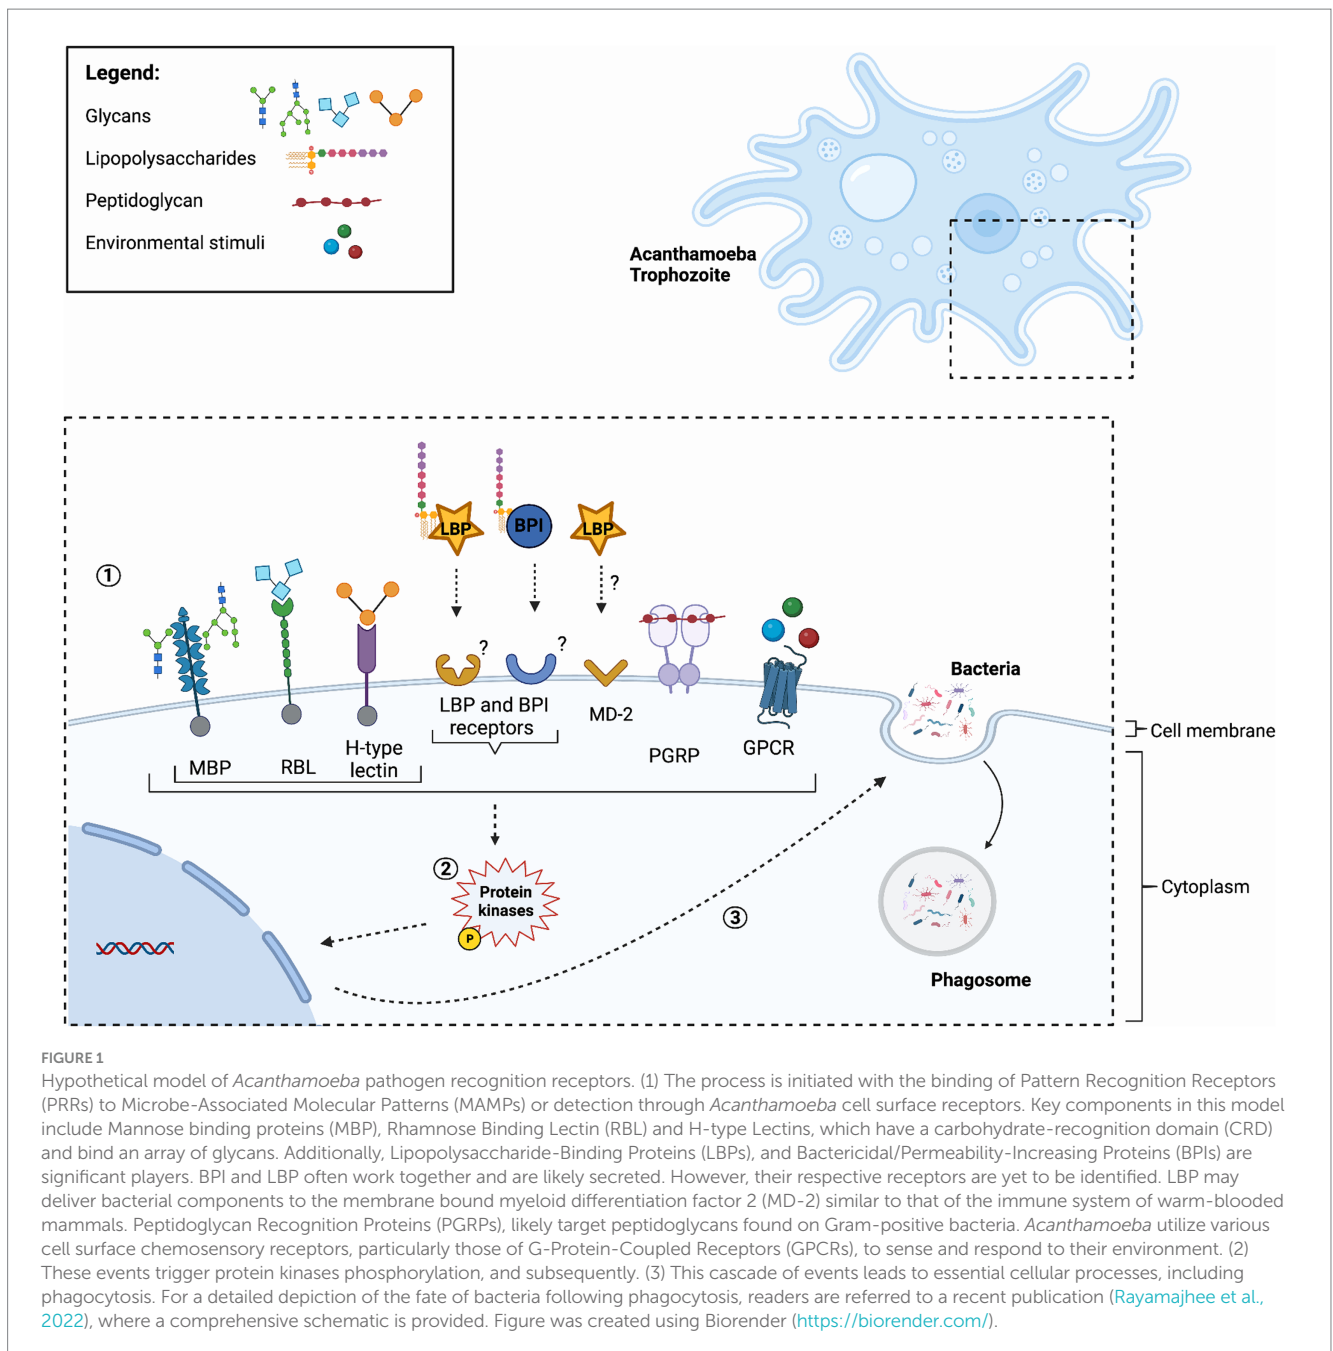 Legend:
Glycans
Lipopolysaccharides
Peptidoglycan
Environmental stimuli
Acanthamoeba
Trophozoite
LBP
BPI
LBP
?
1
?
?
Bacteria
LBP and BPI
receptors
MD-2
Cell membrane
H-type
lectin
MBP
RBL
PGRP
GPCR
2
Protein
kinases
P
3
Cytoplasm
Phagosome
FIGURE 1
Hypothetical model of Acanthamoeba pathogen recognition receptors. (1) The process is initiated with the binding of Pattern Recognition Receptors
(PRRs) to Microbe-Associated Molecular Patterns (MAMPs) or detection through Acanthamoeba cell surface receptors. Key components in this model
include Mannose binding proteins (MBP), Rhamnose Binding Lectin (RBL) and H-type Lectins, which have a carbohydrate-recognition domain (CRD)
and bind an array of glycans. Additionally, Lipopolysaccharide-Binding Proteins (LBPs), and Bactericidal/Permeability-Increasing Proteins (BPIs) are
significant players. BPI and LBP often work together and are likely secreted. However, their respective receptors are yet to be identified. LBP may
deliver bacterial components to the membrane bound myeloid differentiation factor 2 (MD-2) similar to that of the immune system of warm-blooded
mammals. Peptidoglycan Recognition Proteins (PGRPs), likely target peptidoglycans found on Gram-positive bacteria. Acanthamoeba utilize various
cell surface chemosensory receptors, particularly those of G-Protein-Coupled Receptors (GPCRs), to sense and respond to their environment. (2)
These events trigger protein kinases phosphorylation, and subsequently. (3) This cascade of events leads to essential cellular processes, including
phagocytosis. For a detailed depiction of the fate of bacteria following phagocytosis, readers are referred to a recent publication (Rayamajhee et al.,
2022), where a comprehensive schematic is provided. Figure was created using Biorender (https://biorender.com/).